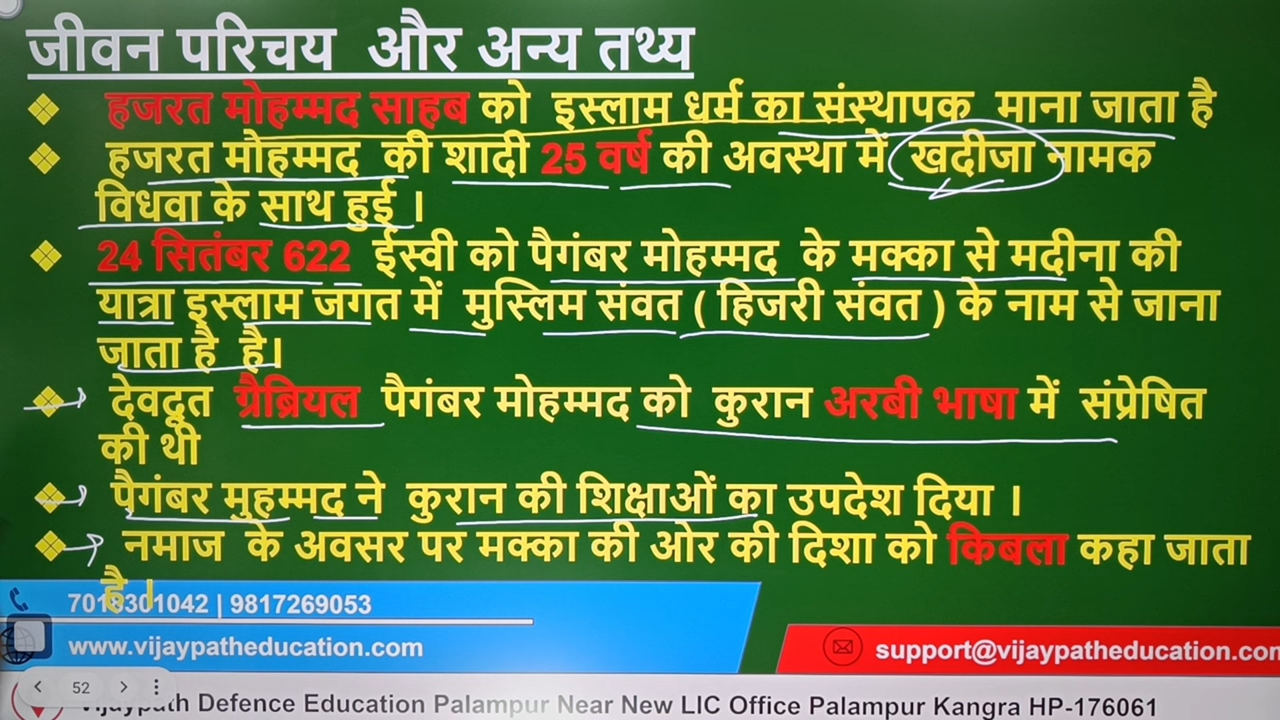 जीवन परिचय और अन्य तथ्य
हजरत मोहम्मद साहब को इस्लाम धर्म का संस्थापक माना जाता है
हजरत मोहम्मद की शादी 25 वर्ष की अवस्था में खदीजा नामक
विधवा के साथ हुई ।
24 सितंबर 622 ईस्वी को पैगंबर मोहम्मद के मक्का से मदीना की
यात्रा इस्लाम जगत में मुस्लिम संवत ( हिजरी संवत ) के नाम से जाना
जाता है है।
देवदूत ग्रैब्रियल पैगंबर मोहम्मद को कुरान अरबी भाषा में संप्रेषित
की थी
पैगंबर मुहम्मद ने कुरान की शिक्षाओं का उपदेश दिया ।
नमाज के अवसर पर मक्का की ओर की दिशा को किबला कहा जाता
है ।
9817269053
www.vijaypatheducation.com
support@vijaypatheducation.com
52
Vijaypath Defence Education Palampur Near New LIC Office Palampur Kangra HP-176061